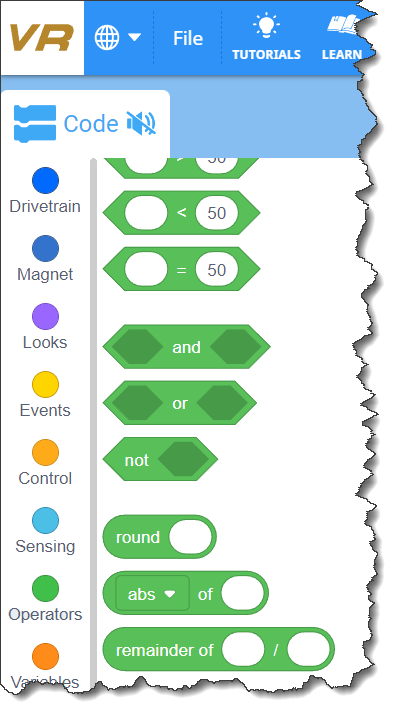 VR
File
TUTORIALS
LEARN
Code
Drivetrain
Magnet
Looks
Events
Control
Sensing
Operators
Variables
> 50
< 50
= 50
and
or
not
round
abs of
remainder of /